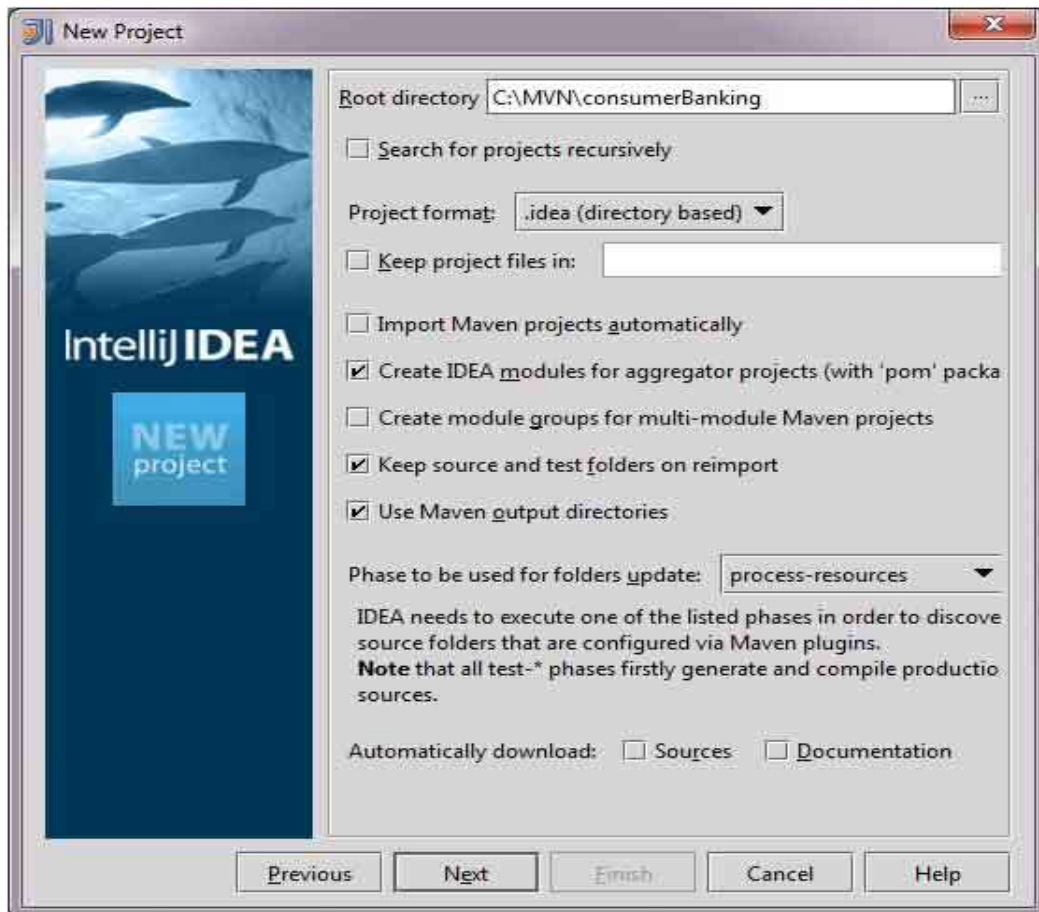 New Project
Root directory C:\MVN\consumerBanking ...
Search for projects recursively
Project format: .idea (directory based)
Keep project files in:
IntelliJ IDEA
Import Maven projects automatically
Create IDEA modules for aggregator projects (with 'pom' packa
Create module groups for multi-module Maven projects
NEW
project
Keep source and test folders on reimport
Use Maven output directories
Phase to be used for folders update: process-resources
IDEA needs to execute one of the listed phases in order to discove
source folders that are configured via Maven plugins.
Note that all test-* phases firstly generate and compile productio
sources.
Automatically download: Sources Documentation
Previous Next Finish Cancel Help